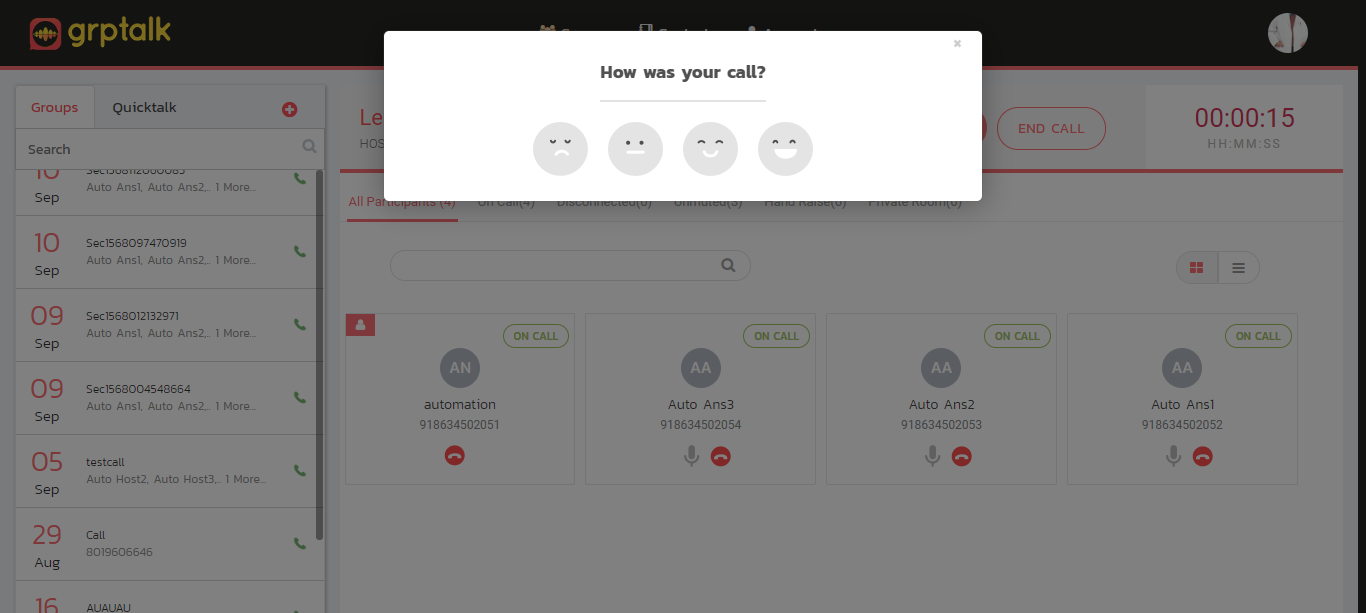 grptalk
×
How was your call?
Groups
Quicktalk
Search
Le
HOS
END CALL
00:00:15
HH:MM:SS
All Participants (4)
On Call(4)
Disconnected(0)
Unmuted(3)
Hand Raise(0)
Private Room(0)
10
Sep
Sec1568112060085
Auto Ans1, Auto Ans2,.. 1 More...
10
Sep
Sec1568097470919
Auto Ans1, Auto Ans2,.. 1 More...
09
Sep
Sec1568012132971
Auto Ans1, Auto Ans2,.. 1 More...
09
Sep
Sec1568004548664
Auto Ans1, Auto Ans2,.. 1 More...
05
Sep
testcall
Auto Host2, Auto Host3,.. 1 More...
29
Aug
Call
8019606646
16
AUAUAU
ON CALL
AN
automation
918634502051
ON CALL
AA
Auto Ans3
918634502054
ON CALL
AA
Auto Ans2
918634502053
ON CALL
AA
Auto Ans1
918634502052